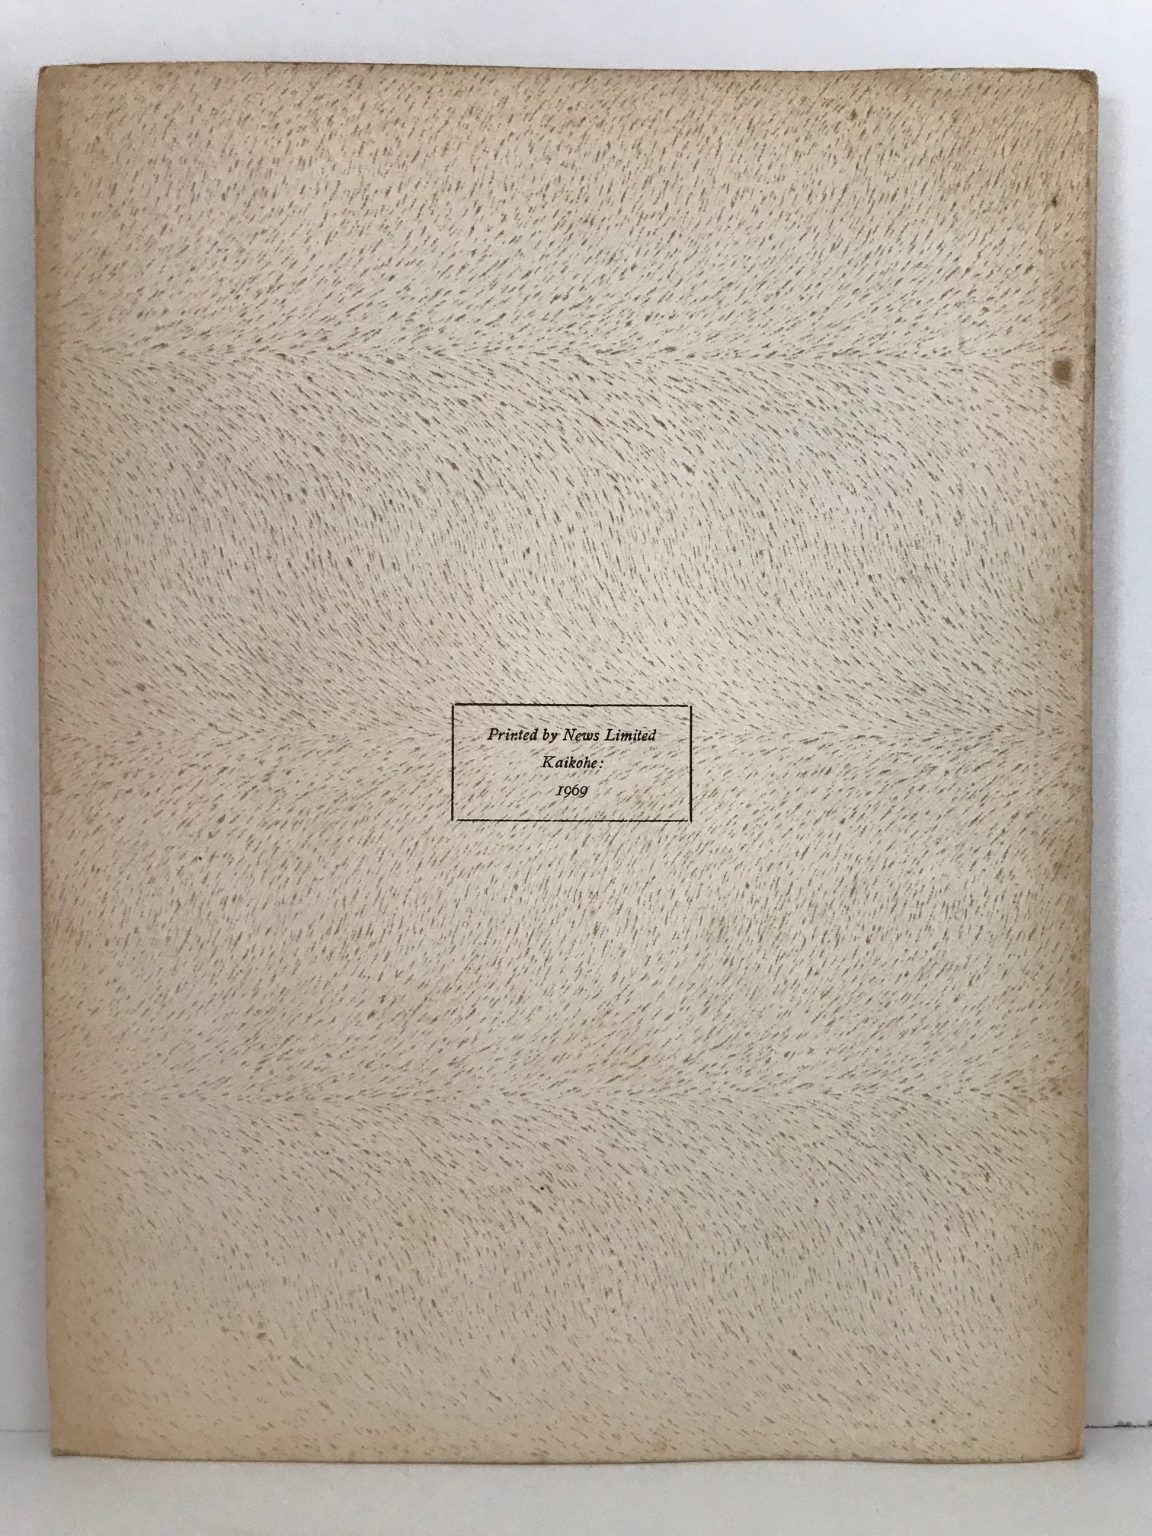 Printed by News Limited
Kaikohe:
1969